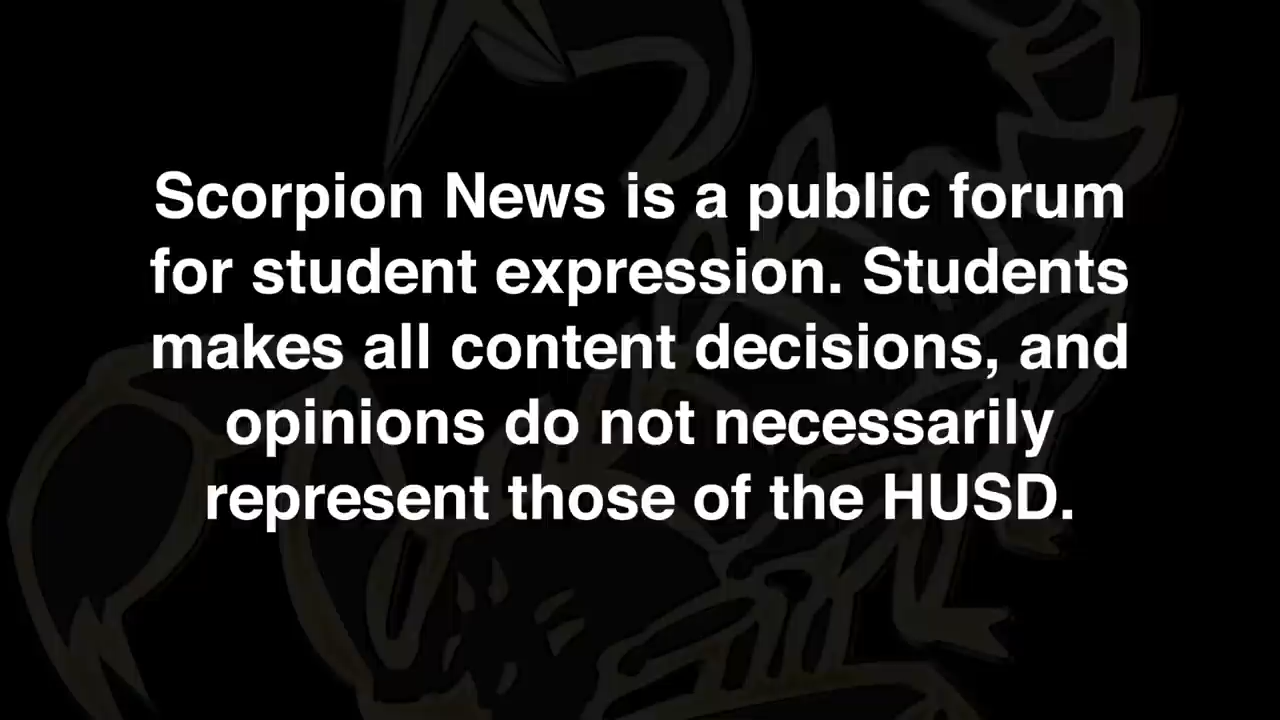 Scorpion News is a public forum
for student expression. Students
makes all content decisions, and
opinions do not necessarily
represent those of the HUSD.